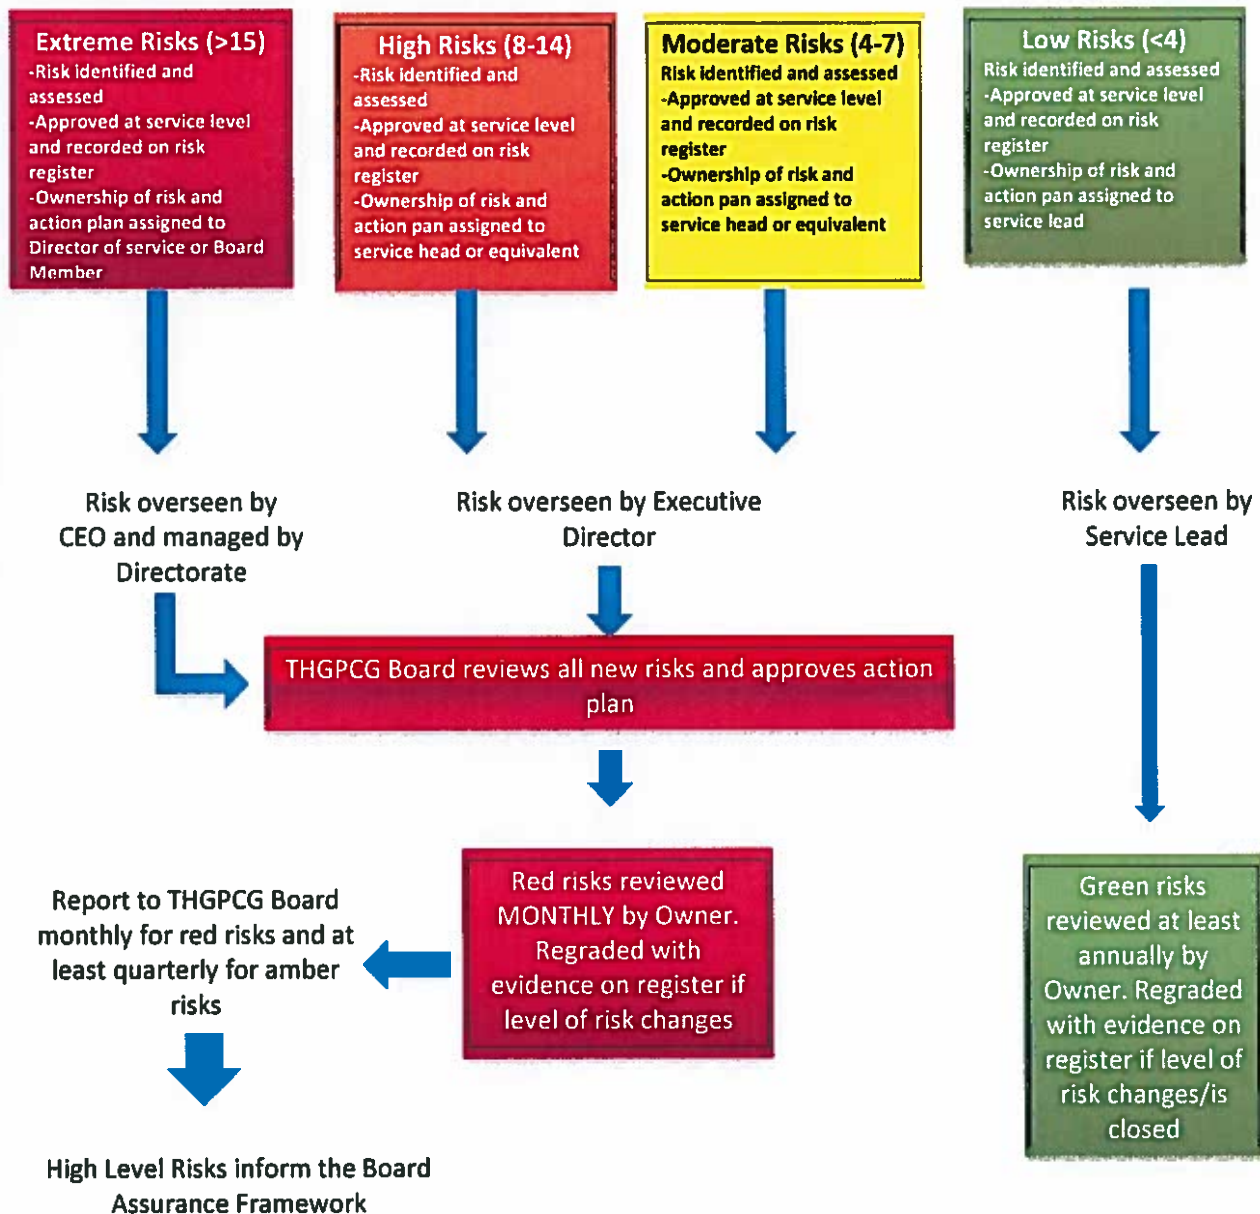 Extreme Risks (>15)
-Risk identified and
assessed
-Approved at service level
and recorded on risk
register
-Ownership of risk and
action plan assigned to
Director of service or Board
Member
High Risks (8-14)
-Risk identified and
assessed
-Approved at service level
and recorded on risk
register
-Ownership of risk and
action pan assigned to
service head or equivalent
Moderate Risks (4-7)
Risk identified and assessed
-Approved at service level
and recorded on risk
register
-Ownership of risk and
action pan assigned to
service head or equivalent
Low Risks (<4)
Risk identified and assessed
-Approved at service level
and recorded on risk
register
-Ownership of risk and
action pan assigned to
service lead
Risk overseen by
CEO and managed by
Directorate
Risk overseen by Executive
Director
Risk overseen by
Service Lead
THGPCG Board reviews all new risks and approves action
plan
Red risks reviewed
MONTHLY by Owner.
Regraded with
evidence on register if
level of risk changes
Report to THGPCG Board
monthly for red risks and at
least quarterly for amber
risks
Green risks
reviewed at least
annually by
Owner. Regraded
with evidence on
register if level of
risk changes/is
closed
High Level Risks inform the Board
Assurance Framework